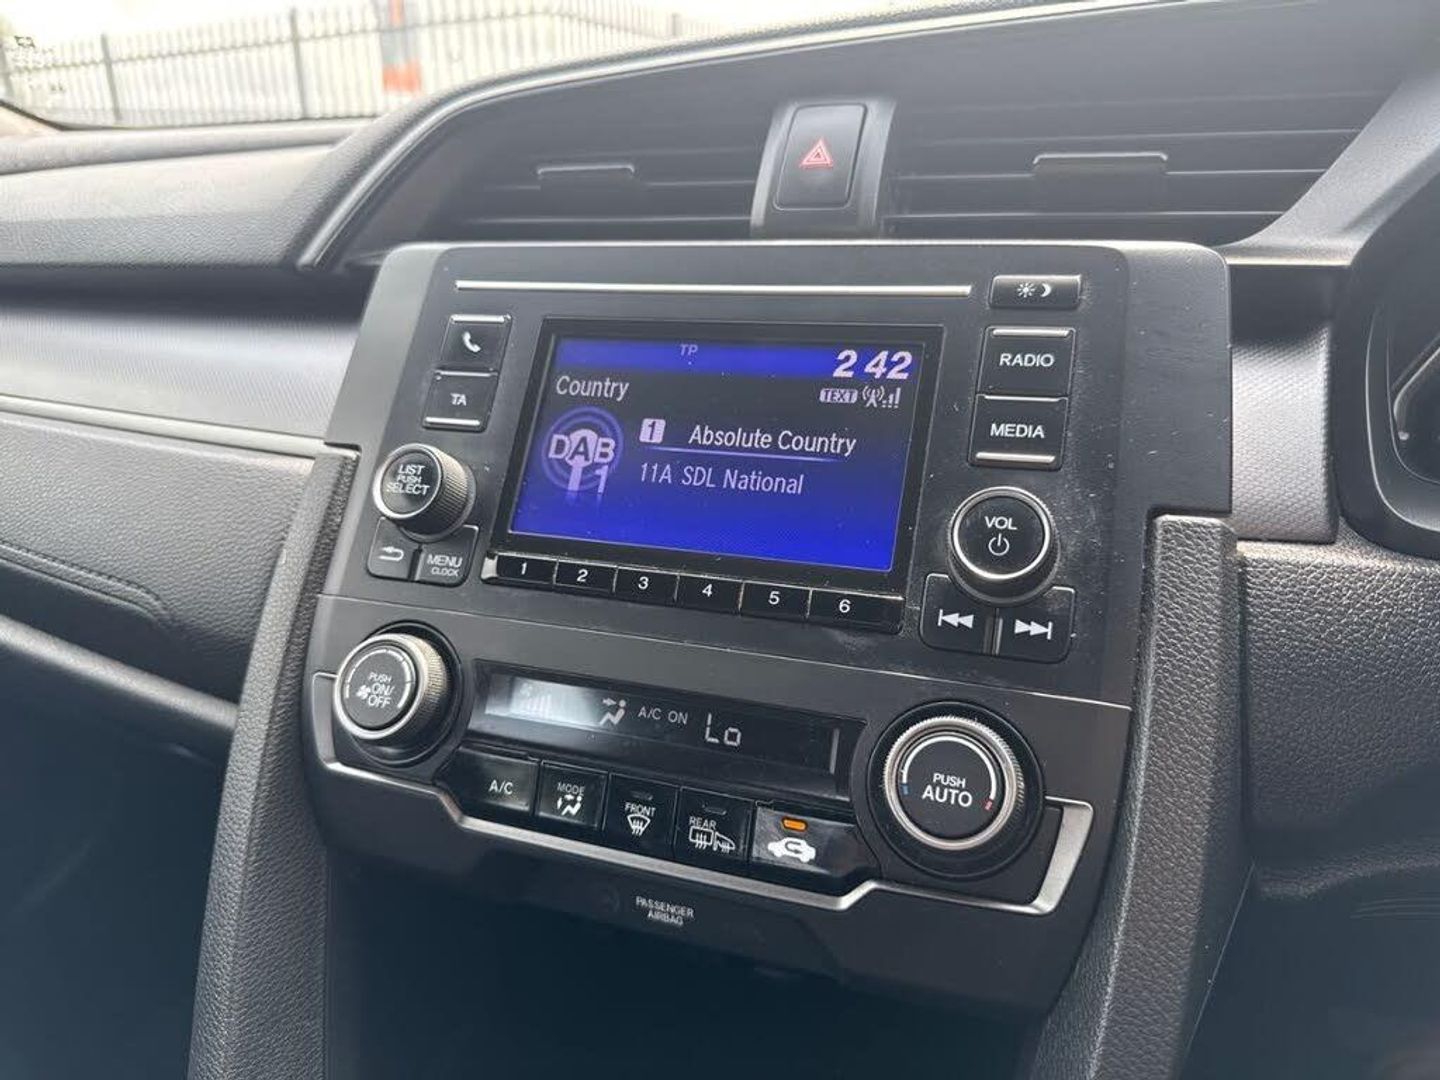 TP
2 42
Country
TEXT
DAB
1
1 Absolute Country
11A SDL National
TA
LIST
PUSH
SELECT
MENU
CLOCK
RADIO
MEDIA
VOL
1 2 3 4 5 6
PUSH
ON/
OFF
A/C ON Lo
A/C
MODE
FRONT
REAR
PUSH
AUTO
PASSENGER
AIRBAG